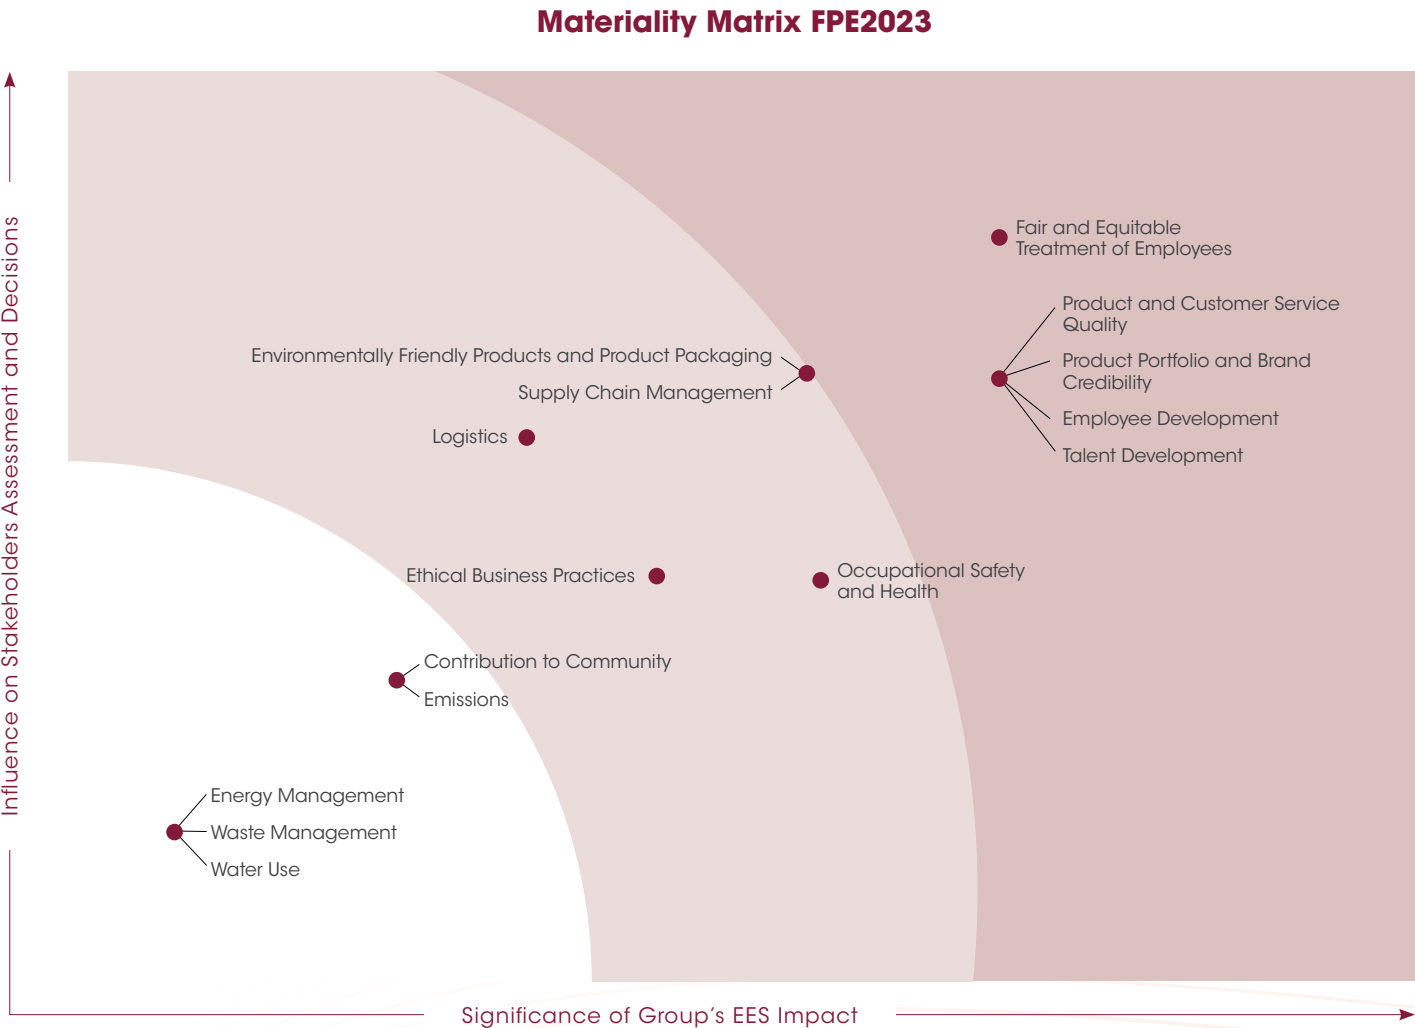 Materiality Matrix FPE2023
Influence on Stakeholders Assessment and Decisions
Fair and Equitable
Treatment of Employees
Product and Customer Service
Quality
Product Portfolio and Brand
Credibility
Employee Development
Talent Development
Environmentally Friendly Products and Product Packaging
Supply Chain Management
Logistics
Ethical Business Practices
Occupational Safety
and Health
Contribution to Community
Emissions
Energy Management
Waste Management
Water Use
Significance of Group's EES Impact